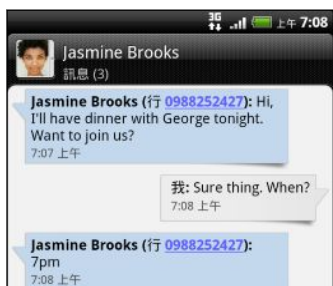 3G 上午 7:08
Jasmine Brooks
訊息 (3)
Jasmine Brooks (行 0988252427): Hi,
I'll have dinner with George tonight.
Want to join us?
7:07 上午
我: Sure thing. When?
7:08 上午
Jasmine Brooks (行 0988252427):
7pm
7:08 上午